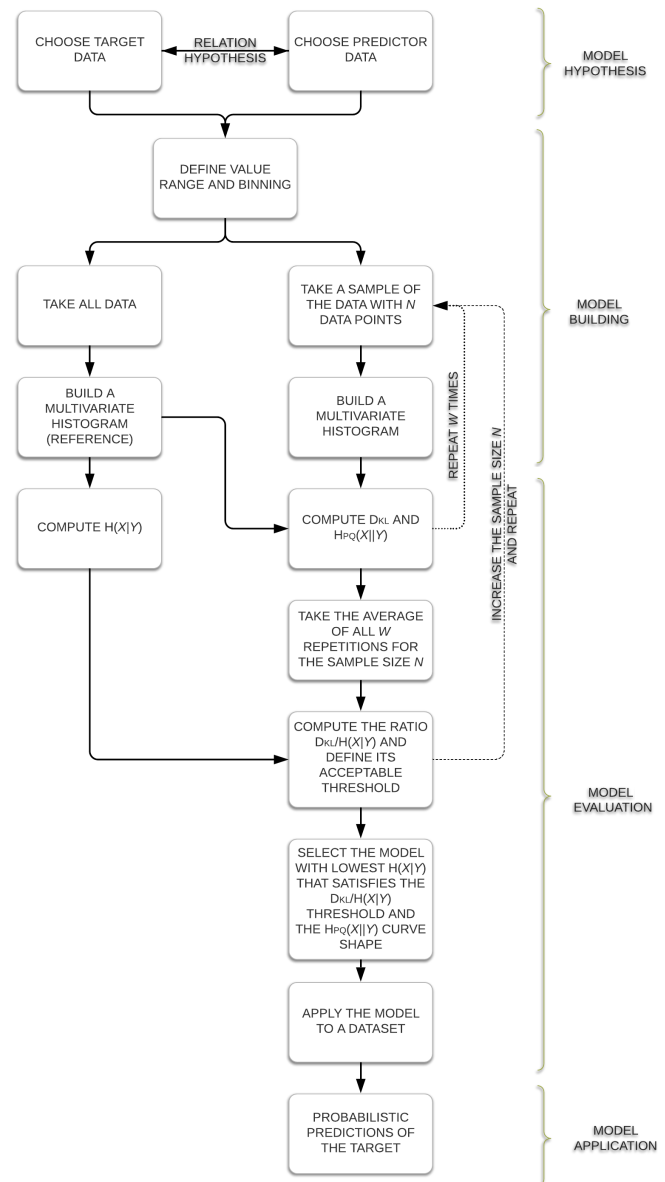 CHOOSE TARGET
DATA
RELATION
HYPOTHESIS
CHOOSE PREDICTOR
DATA
MODEL
HYPOTHESIS
DEFINE VALUE
RANGE AND BINNING
TAKE ALL DATA
TAKE A SAMPLE OF
THE DATA WITH N
DATA POINTS
MODEL
BUILDING
BUILD A
MULTIVARIATE
HISTOGRAM
(REFERENCE)
BUILD A
MULTIVARIATE
HISTOGRAM
REPEAT W TIMES
INCREASE THE SAMPLE SIZE N
AND REPEAT
COMPUTE H(X|Y)
COMPUTE DKL AND
HPQ(X||Y)
TAKE THE AVERAGE
OF ALL W
REPETITIONS FOR
THE SAMPLE SIZE N
COMPUTE THE RATIO
DKL/H(X|Y) AND
DEFINE ITS
ACCEPTABLE
THRESHOLD
MODEL
EVALUATION
SELECT THE MODEL
WITH LOWEST H(X|Y)
THAT SATISFIES THE
DKL/H(X|Y)
THRESHOLD AND
THE HPQ(X||Y) CURVE
SHAPE
APPLY THE MODEL
TO A DATASET
PROBABILISTIC
PREDICTIONS OF
THE TARGET
MODEL
APPLICATION